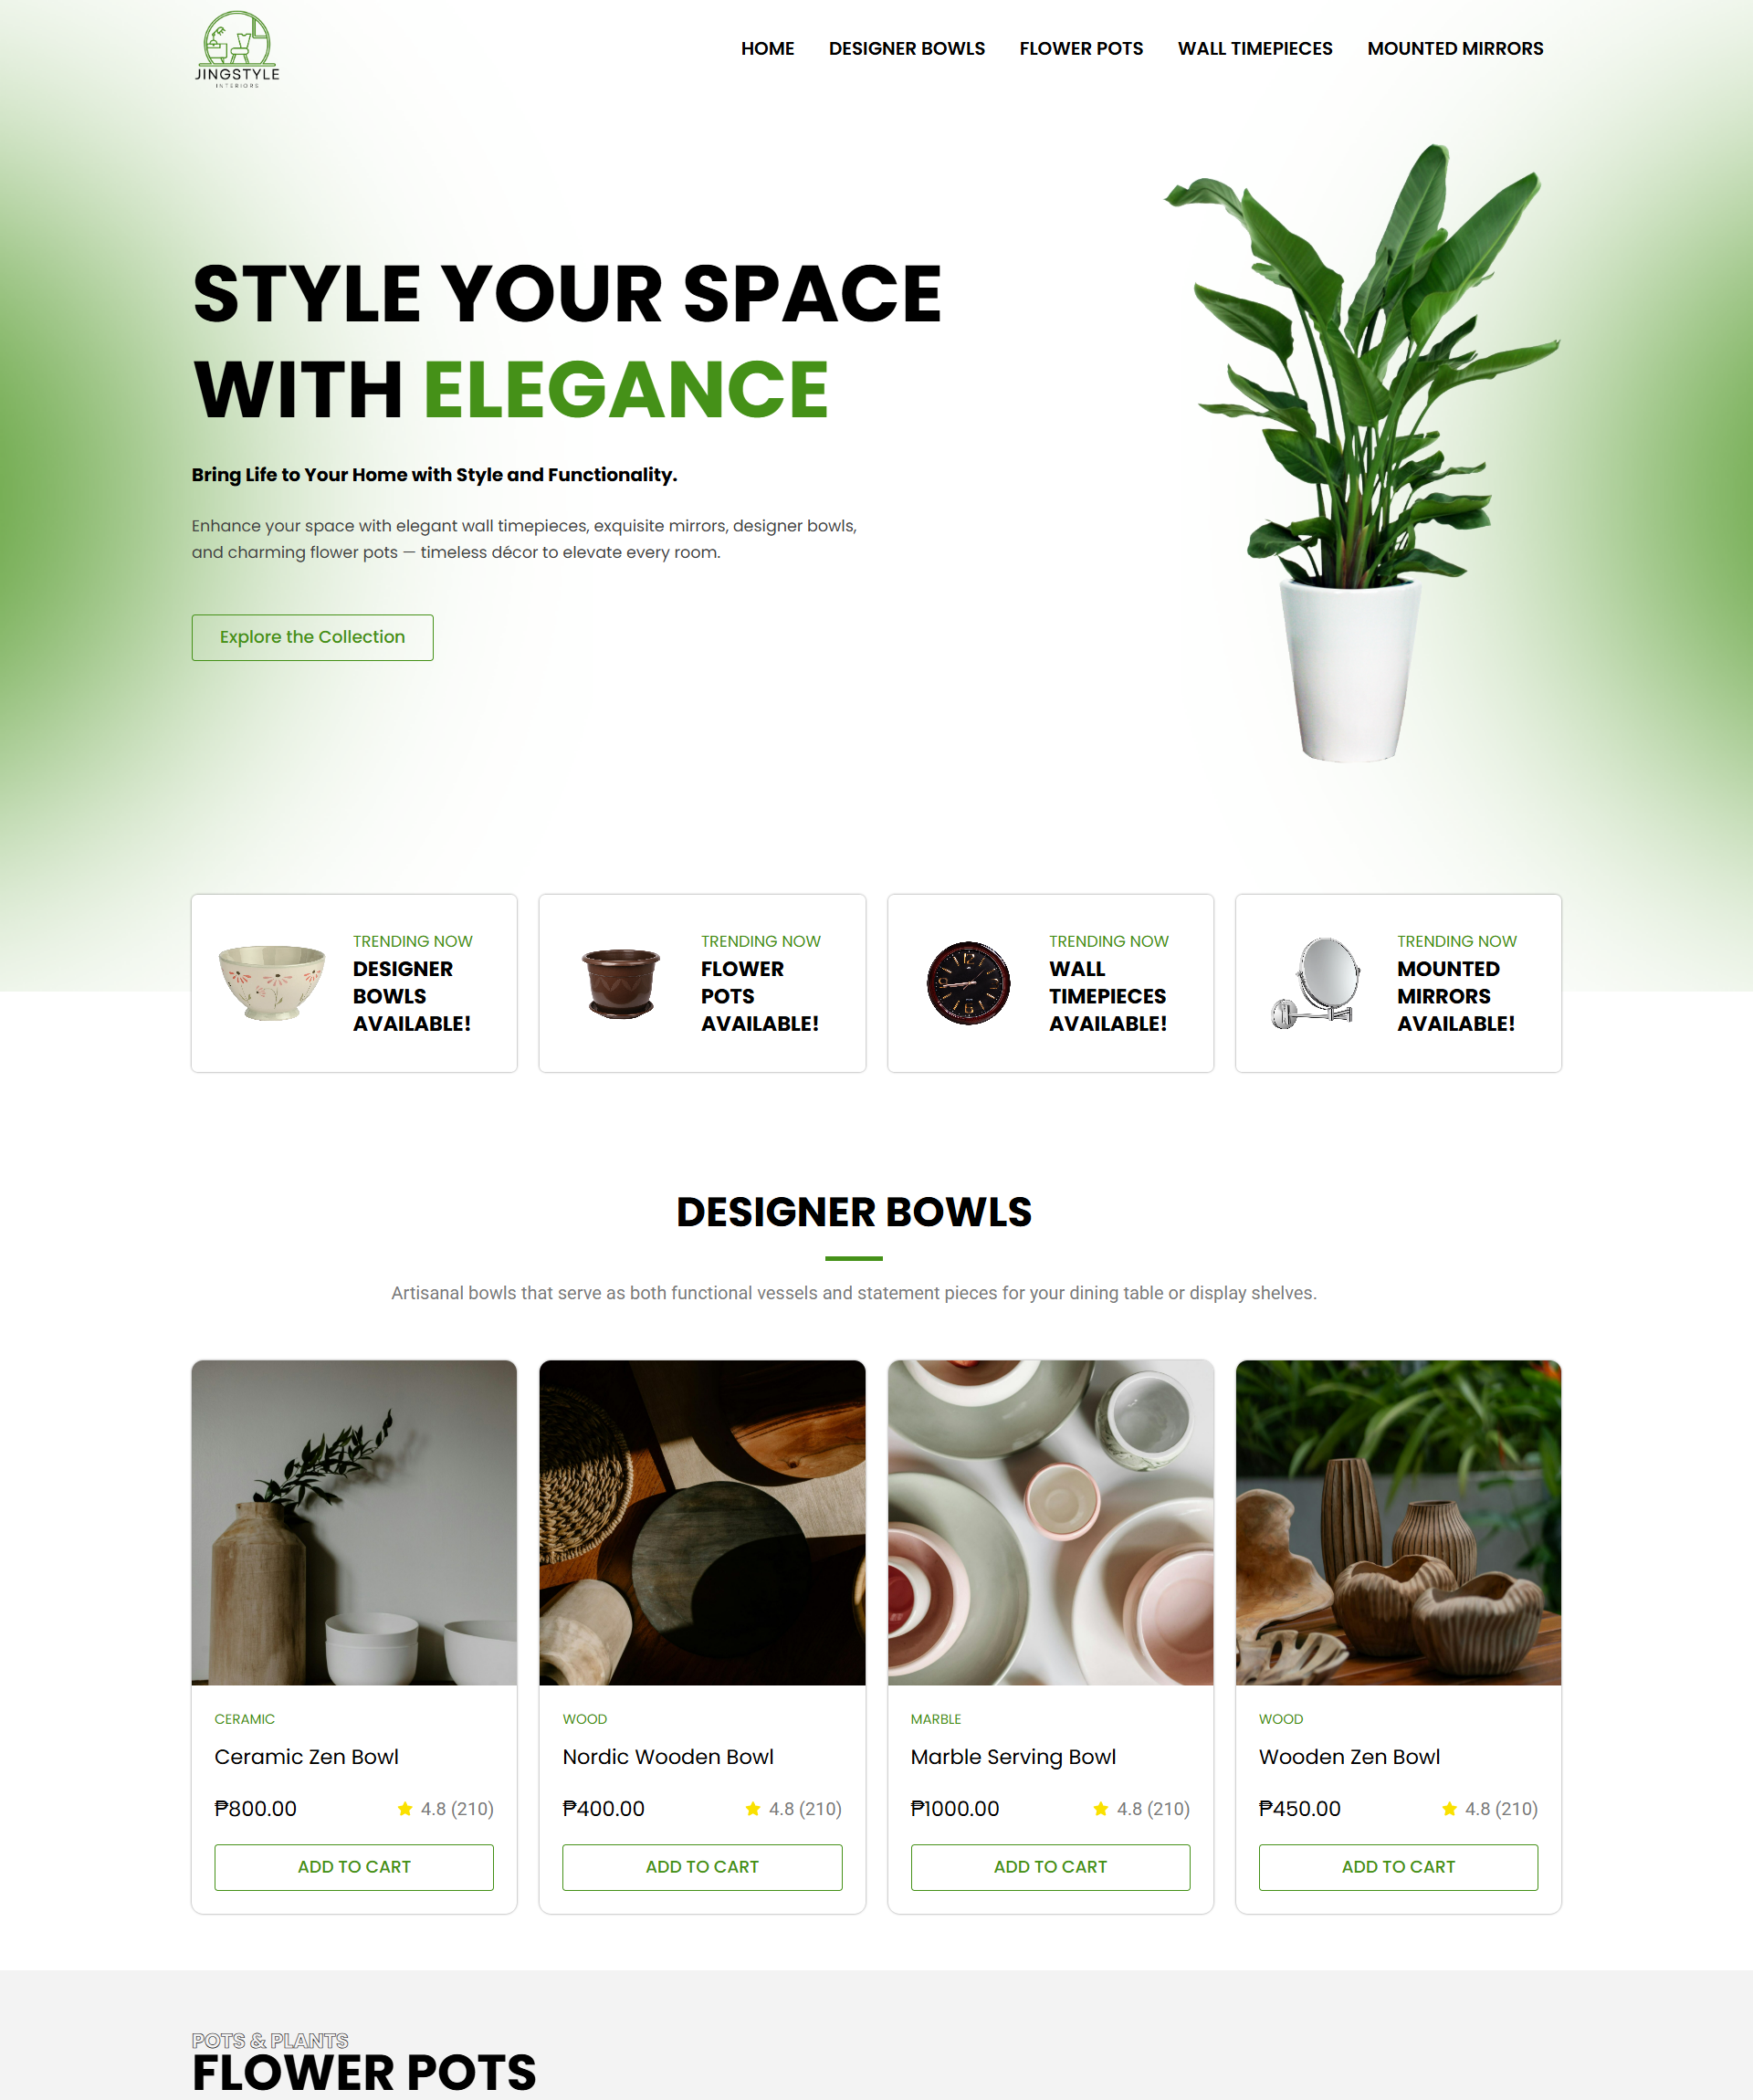 JINGSTYLE
INTERIORS
HOME DESIGNER BOWLS FLOWER POTS WALL TIMEPIECES MOUNTED MIRRORS
STYLE YOUR SPACE
WITH ELEGANCE
Bring Life to Your Home with Style and Functionality.
Enhance your space with elegant wall timepieces, exquisite mirrors, designer bowls,
and charming flower pots — timeless décor to elevate every room.
Explore the Collection
TRENDING NOW
DESIGNER
BOWLS
AVAILABLE!
TRENDING NOW
FLOWER
POTS
AVAILABLE!
TRENDING NOW
WALL
TIMEPIECES
AVAILABLE!
TRENDING NOW
MOUNTED
MIRRORS
AVAILABLE!
DESIGNER BOWLS
Artisanal bowls that serve as both functional vessels and statement pieces for your dining table or display shelves.
CERAMIC
Ceramic Zen Bowl
₱800.00 4.8 (210)
ADD TO CART
WOOD
Nordic Wooden Bowl
₱400.00 4.8 (210)
ADD TO CART
MARBLE
Marble Serving Bowl
₱1000.00 4.8 (210)
ADD TO CART
WOOD
Wooden Zen Bowl
₱450.00 4.8 (210)
ADD TO CART
POTS & PLANTS
FLOWER POTS